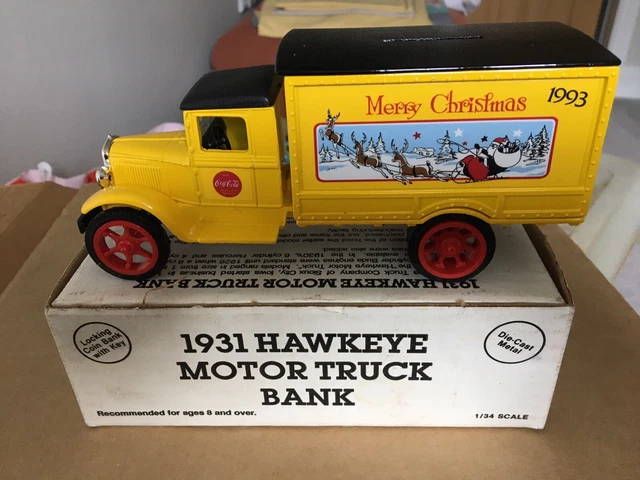 Merry Christmas
1993
Coca-Cola
1931 HAWKEYE MOTOR TRUCK BANK
Locking
Coin Bank
with Key
1931 HAWKEYE
MOTOR TRUCK
BANK
Die-Cast
Metal
Recommended for ages 8 and over.
1/34 SCALE